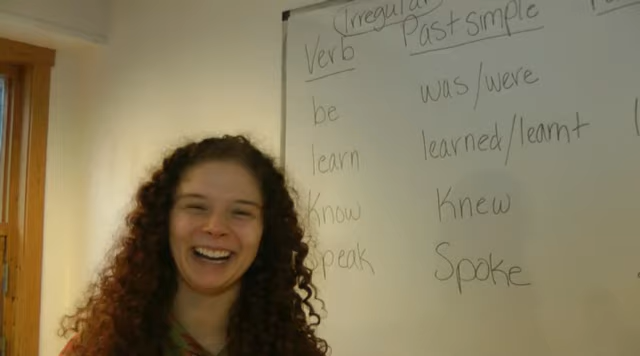 Irregular
Verb Past simple
be was/were
learn learned/learnt
Know Knew
Speak Spoke